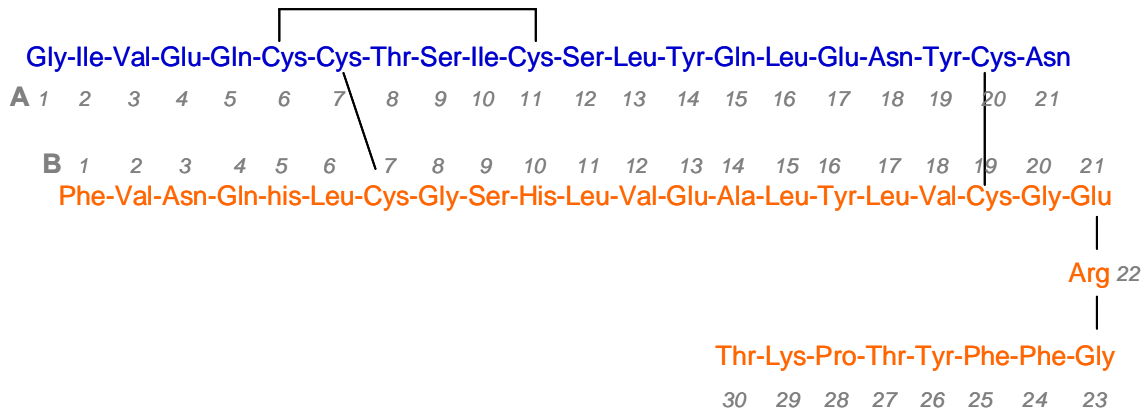 Gly-Ile-Val-Glu-Gln-Cys-Cys-Thr-Ser-Ile-Cys-Ser-Leu-Tyr-Gln-Leu-Glu-Asn-Tyr-Cys-Asn
A 1 2 3 4 5 6 7 8 9 10 11 12 13 14 15 16 17 18 19 20 21
B 1 2 3 4 5 6 7 8 9 10 11 12 13 14 15 16 17 18 19 20 21
Phe-Val-Asn-Gln-his-Leu-Cys-Gly-Ser-His-Leu-Val-Glu-Ala-Leu-Tyr-Leu-Val-Cys-Gly-Glu
Arg 22
Thr-Lys-Pro-Thr-Tyr-Phe-Phe-Gly
30 29 28 27 26 25 24 23